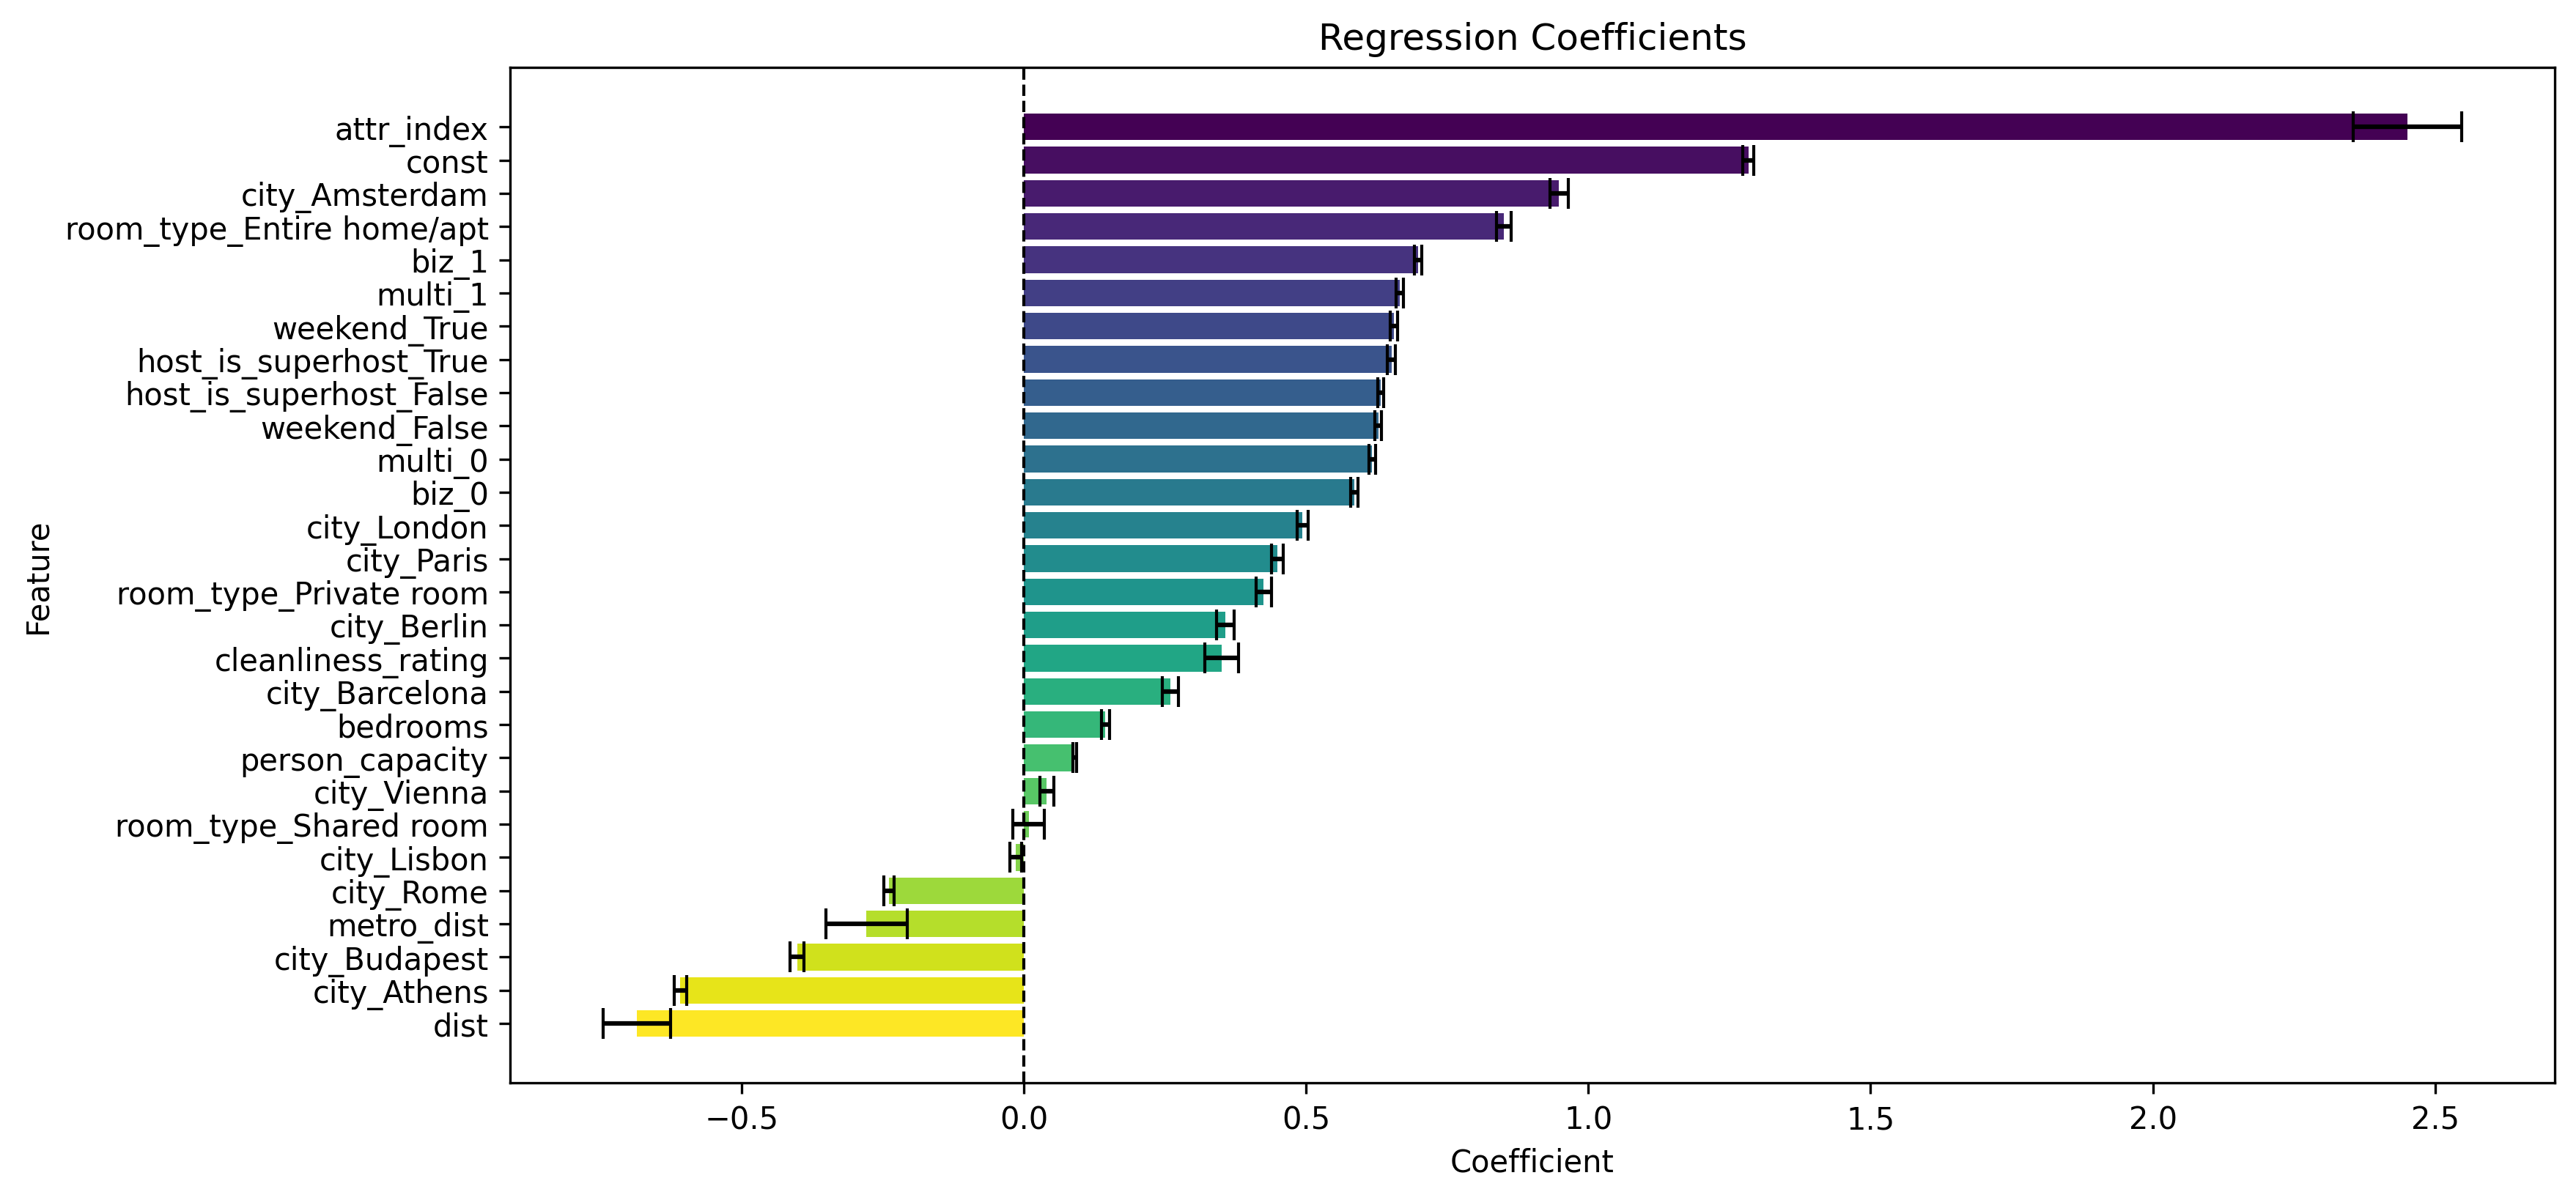 Regression Coefficients
attr_index
const
city_Amsterdam
room_type_Entire home/apt
biz_1
multi_1
weekend_True
host_is_superhost_True
host_is_superhost_False
weekend_False
multi_0
biz_0
city_London
city_Paris
room_type_Private room
city_Berlin
cleanliness_rating
city_Barcelona
bedrooms
person_capacity
city_Vienna
room_type_Shared room
city_Lisbon
city_Rome
metro_dist
city_Budapest
city_Athens
dist
Feature
−0.5 0.0 0.5 1.0 1.5 2.0 2.5
Coefficient